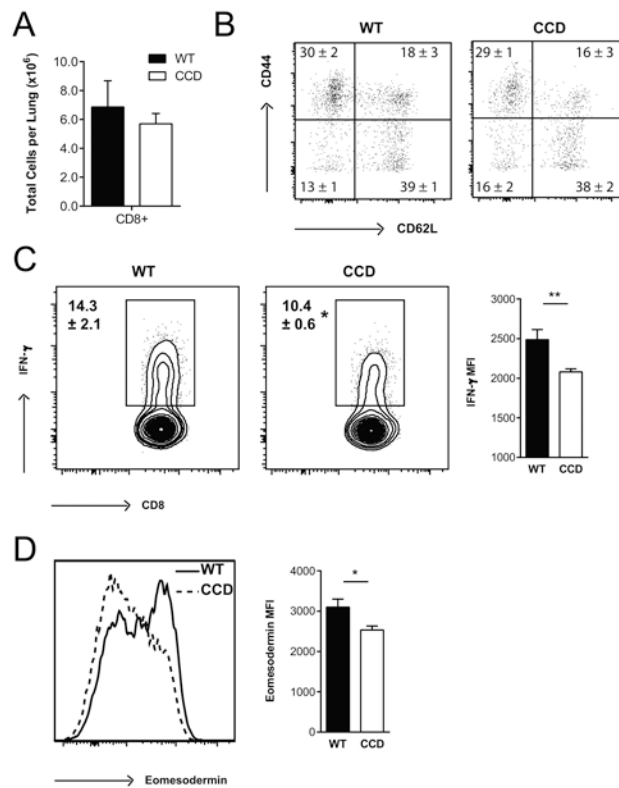 A
Total Cells per Lung (x10⁶)
10.0
8.0
6.0
4.0
2.0
0.0
WT
CCD
CD8+
B
WT
CCD
CD44
30 ± 2
18 ± 3
13 ± 1
39 ± 1
29 ± 1
16 ± 3
16 ± 2
38 ± 2
CD62L
C
WT
CCD
IFN-γ
14.3
± 2.1
10.4
± 0.6 *
CD8
IFN-γ MFI
3000
2500
2000
1500
1000
**
WT
CCD
D
WT
CCD
Eomesodermin
Eomesodermin MFI
4000
3000
2000
1000
0
*
WT
CCD